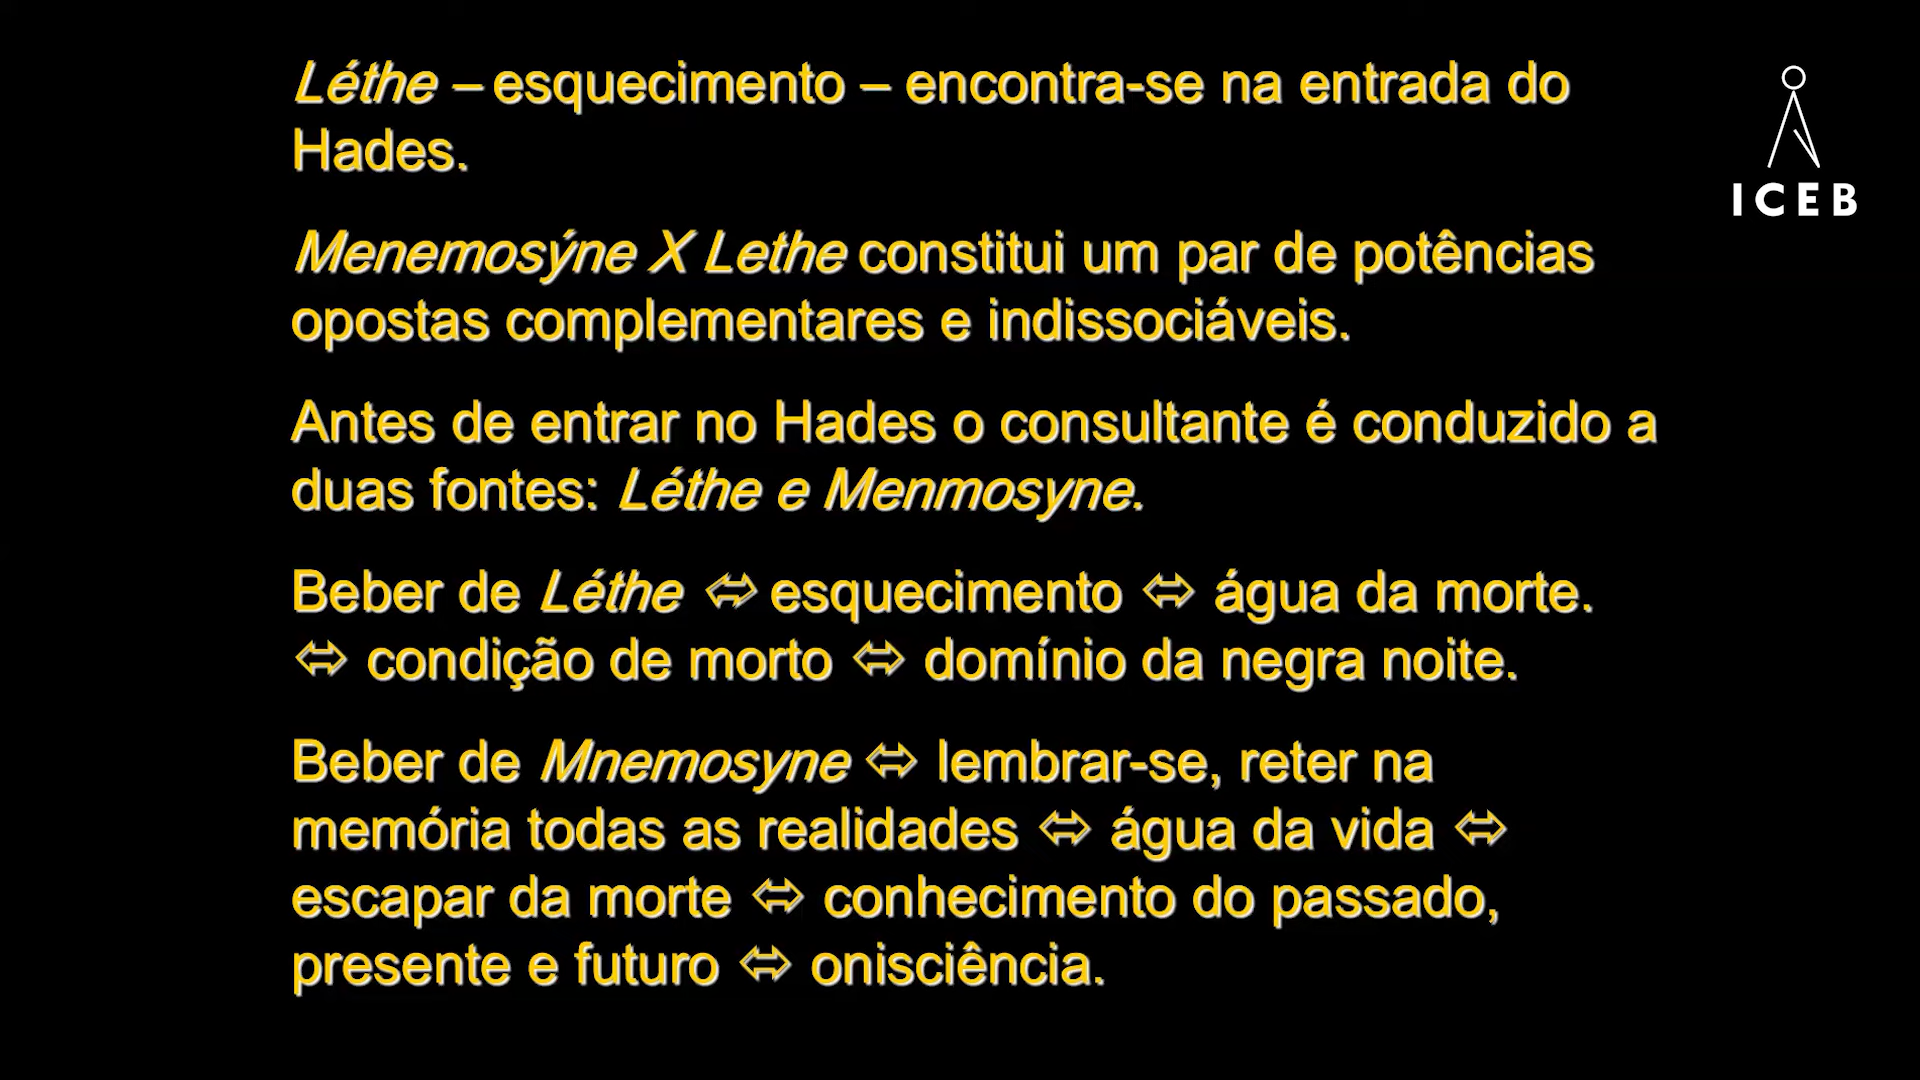 Léthe – esquecimento – encontra-se na entrada do
Hades.
Menemosýne X Lethe constitui um par de potências
opostas complementares e indissociáveis.
Antes de entrar no Hades o consultante é conduzido a
duas fontes: Léthe e Menmosyne.
Beber de Léthe ⬄ esquecimento ⬄ água da morte.
⬄ condição de morto ⬄ domínio da negra noite.
Beber de Mnemosyne ⬄ lembrar-se, reter na
memória todas as realidades ⬄ água da vida ⬄
escapar da morte ⬄ conhecimento do passado,
presente e futuro ⬄ onisciência.
ICEB